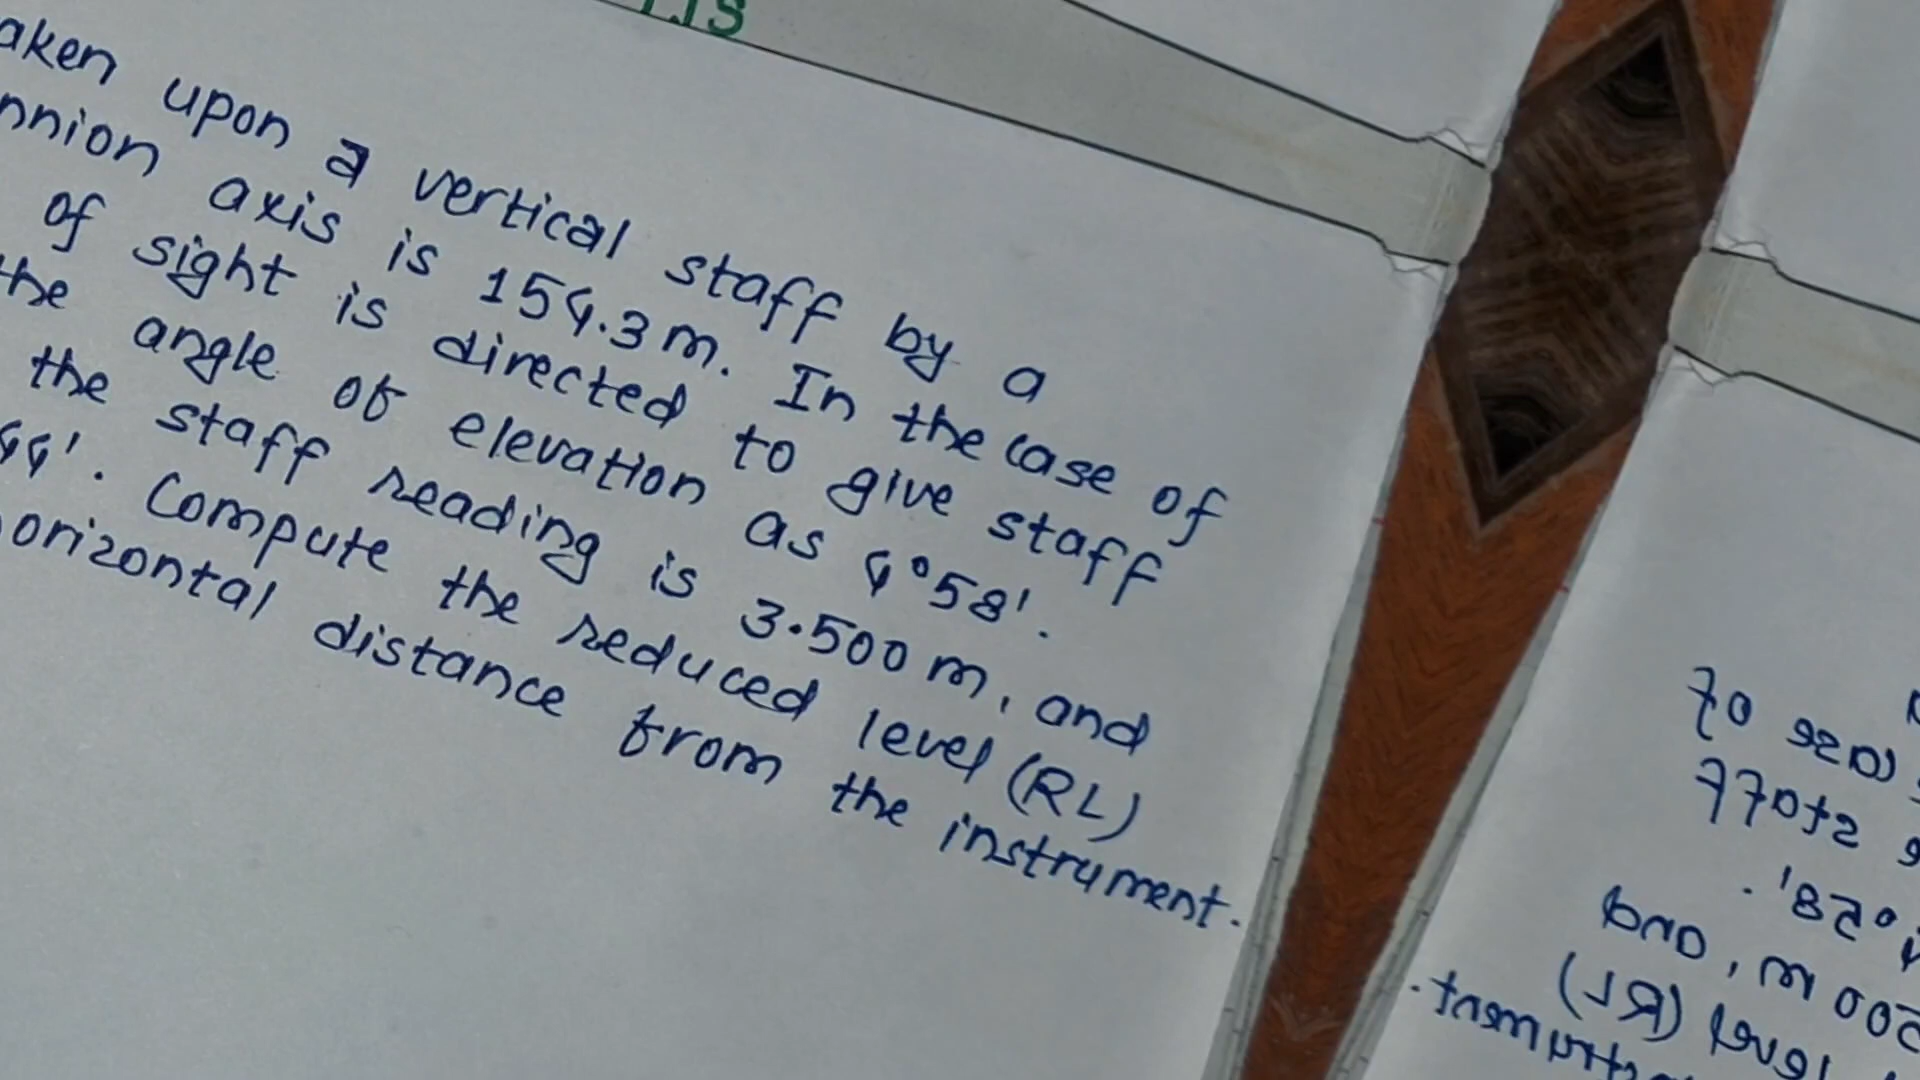 aken upon a vertical staff by a
nnion axis is 154.3m. In the case of
of sight is directed to give staff
the angle of elevation as 4°58'.
the staff reading is 3.500 m, and
44'. Compute the reduced level (RL)
orizontal distance from the instrument.